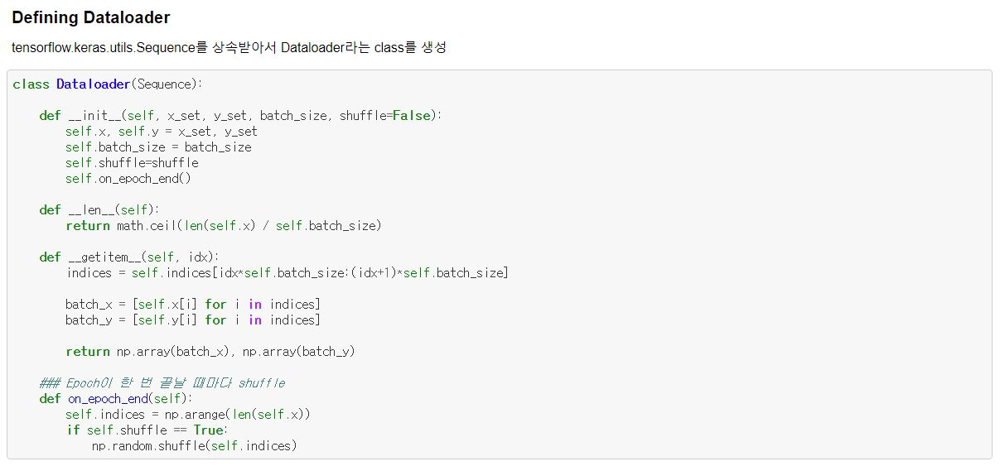 Defining Dataloader
tensorflow.keras.utils.Sequence를 상속받아서 Dataloader라는 class를 생성
class Dataloader(Sequence):
    def __init__(self, x_set, y_set, batch_size, shuffle=False):
        self.x, self.y = x_set, y_set
        self.batch_size = batch_size
        self.shuffle=shuffle
        self.on_epoch_end()
    def __len__(self):
        return math.ceil(len(self.x) / self.batch_size)
    def __getitem__(self, idx):
        indices = self.indices[idx*self.batch_size:(idx+1)*self.batch_size]
        batch_x = [self.x[i] for i in indices]
        batch_y = [self.y[i] for i in indices]
        return np.array(batch_x), np.array(batch_y)
    ### Epoch이 한 번 끝날 때마다 shuffle
    def on_epoch_end(self):
        self.indices = np.arange(len(self.x))
        if self.shuffle == True:
            np.random.shuffle(self.indices)